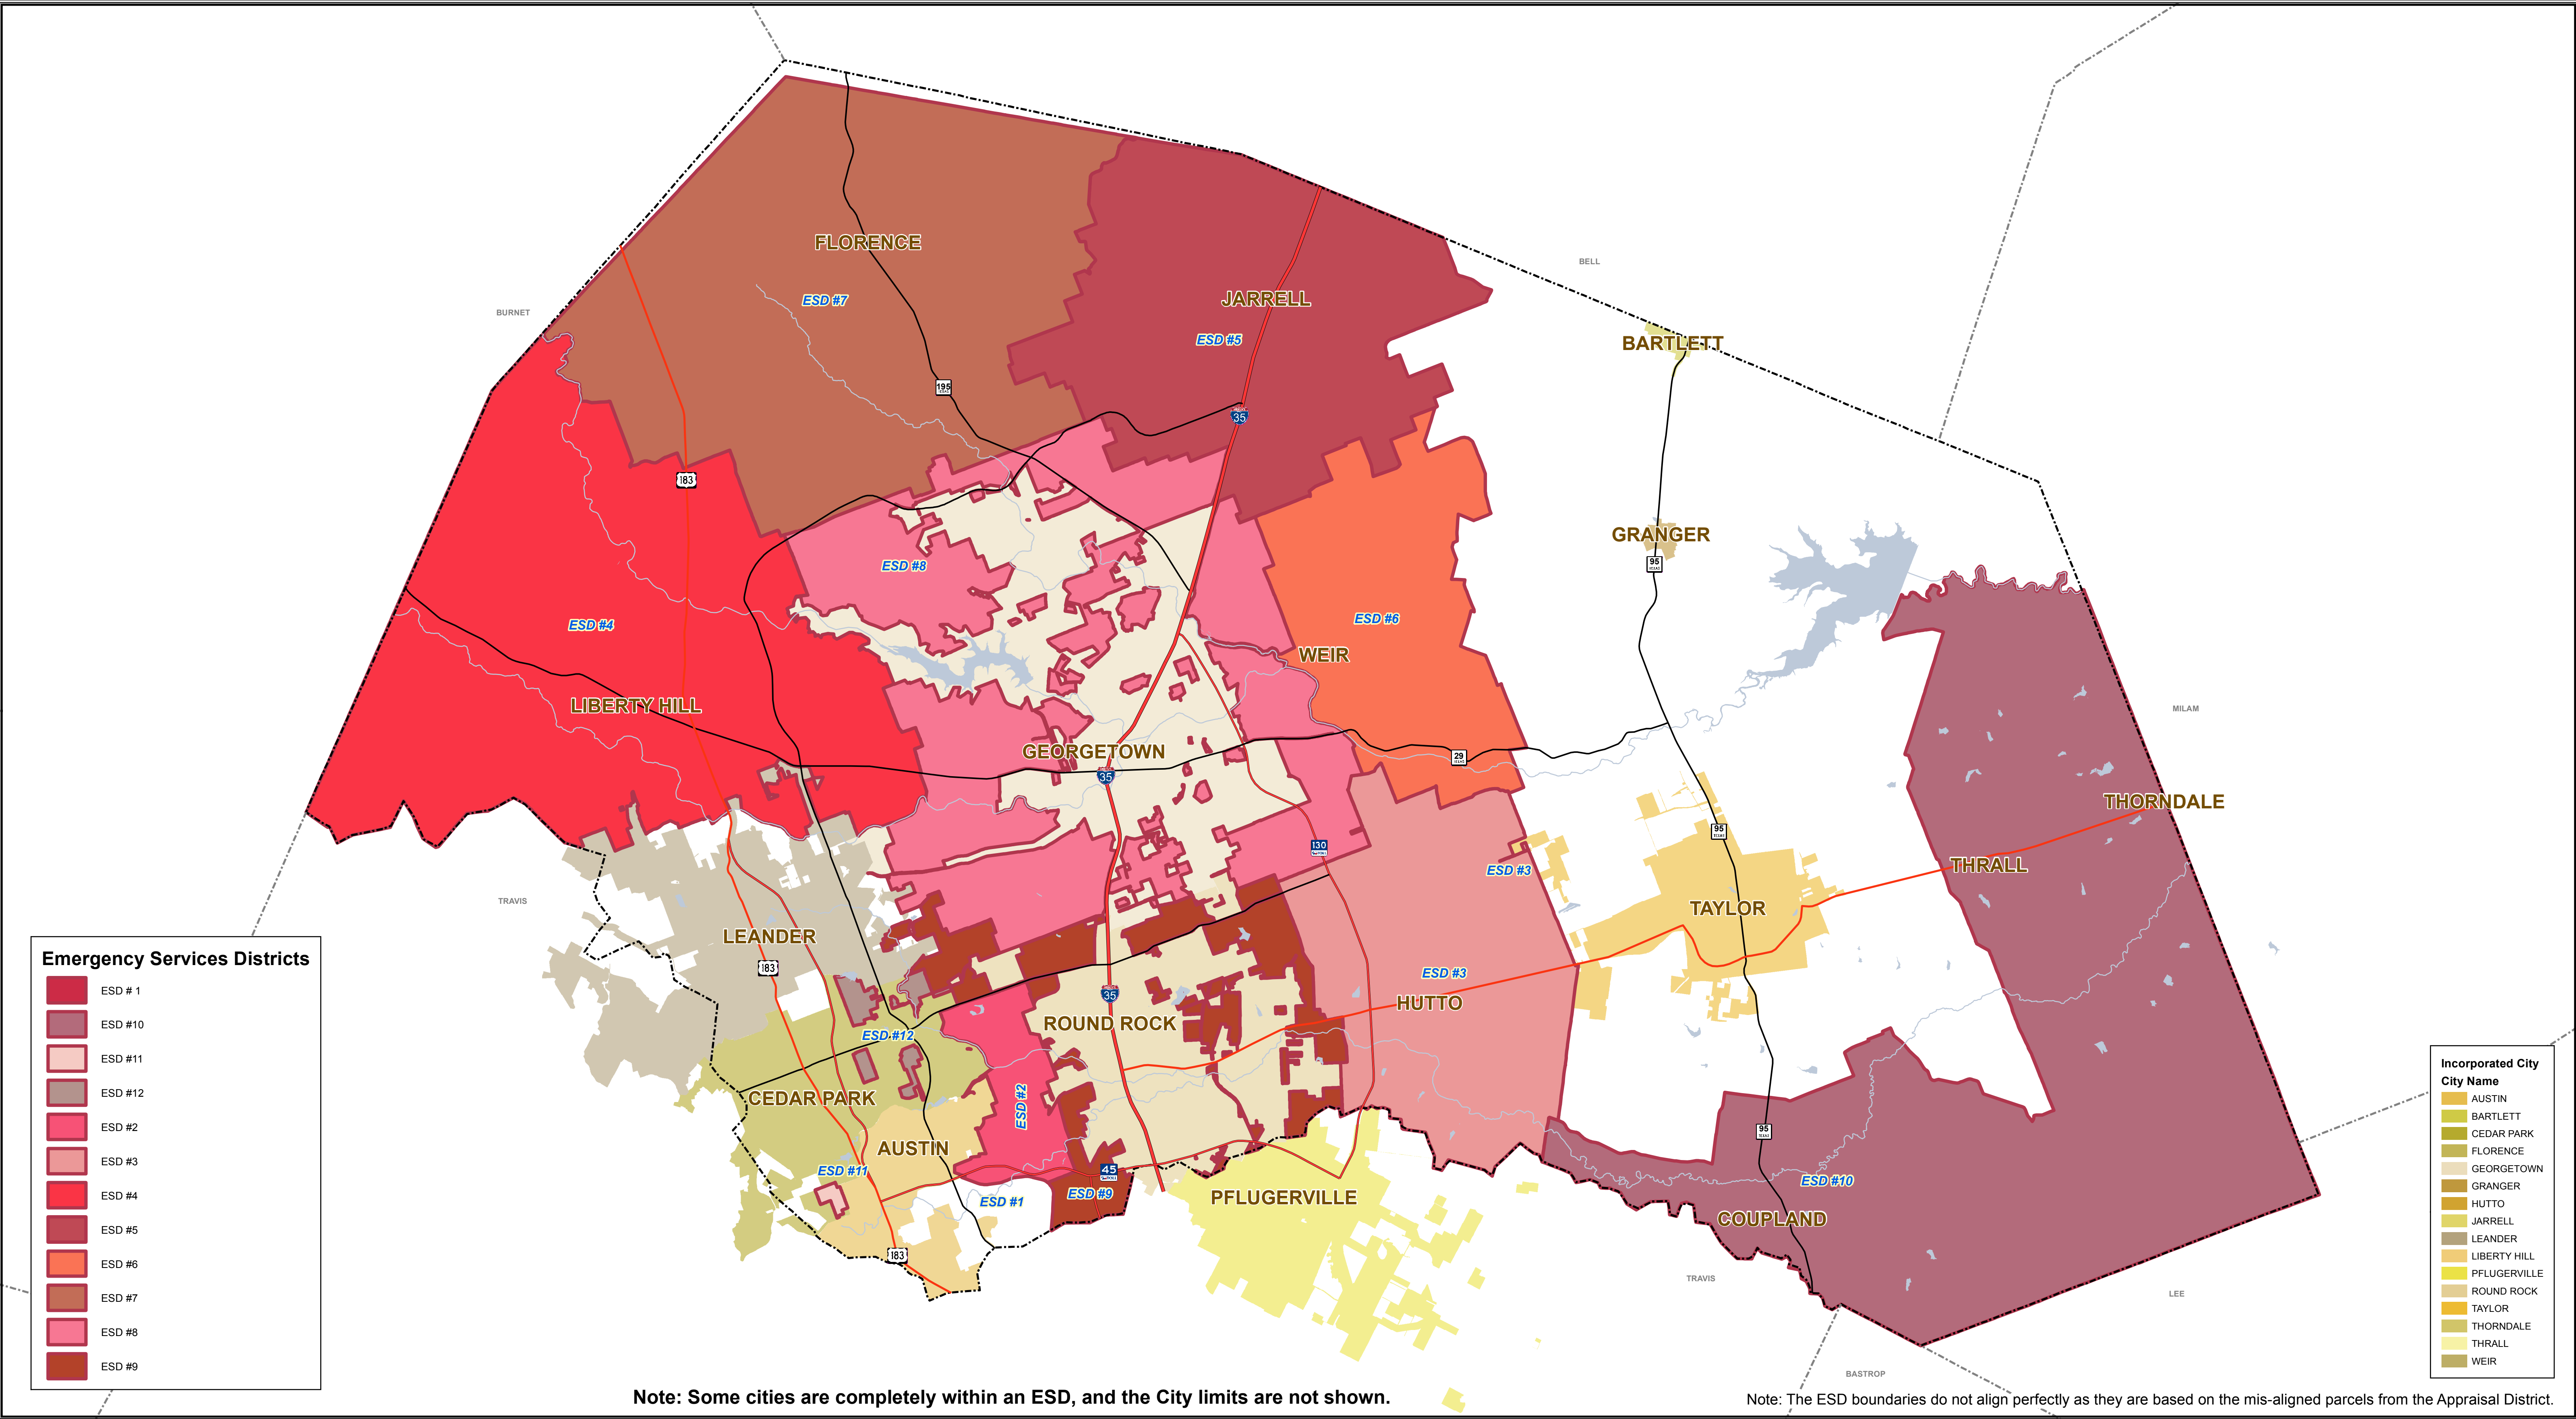 BELL
BURNET
FLORENCE
ESD #7
JARRELL
ESD #5
BARTLETT
195
TEXAS
35
183
GRANGER
95
TEXAS
ESD #8
ESD #4
ESD #6
WEIR
LIBERTY HILL
MILAM
GEORGETOWN
29
TEXAS
35
THORNDALE
95
TEXAS
130
ESD #3
THRALL
TRAVIS
TAYLOR
LEANDER
183
ESD #3
HUTTO
35
ROUND ROCK
ESD #12
CEDAR PARK
ESD #2
95
TEXAS
AUSTIN
ESD #11
45
ESD #10
ESD #9
PFLUGERVILLE
ESD #1
COUPLAND
183
TRAVIS
LEE
BASTROP
Emergency Services Districts
ESD # 1
ESD #10
ESD #11
ESD #12
ESD #2
ESD #3
ESD #4
ESD #5
ESD #6
ESD #7
ESD #8
ESD #9
Incorporated City
City Name
AUSTIN
BARTLETT
CEDAR PARK
FLORENCE
GEORGETOWN
GRANGER
HUTTO
JARRELL
LEANDER
LIBERTY HILL
PFLUGERVILLE
ROUND ROCK
TAYLOR
THORNDALE
THRALL
WEIR
Note: Some cities are completely within an ESD, and the City limits are not shown.
Note: The ESD boundaries do not align perfectly as they are based on the mis-aligned parcels from the Appraisal District.